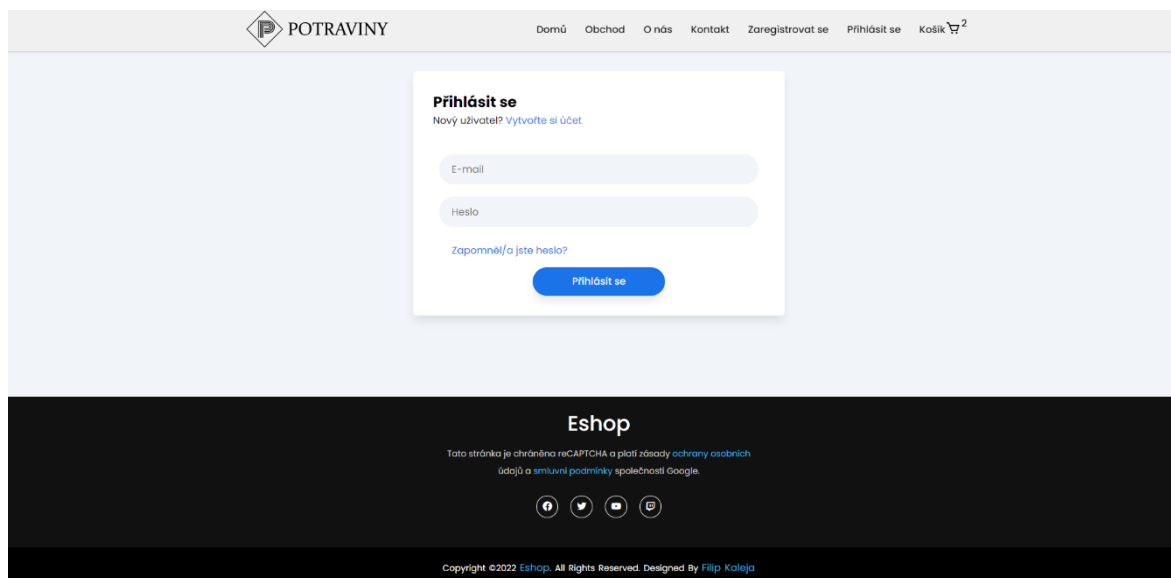 POTRAVINY
Domů Obchod O nás Kontakt Zaregistrovat se Přihlásit se Košík 2
Přihlásit se
Nový uživatel? Vytvořte si účet
E-mail
Heslo
Zapomněl/a jste heslo?
Přihlásit se
Eshop
Tato stránka je chráněna reCAPTCHA a platí zásady ochrany osobních
údajů a smluvní podmínky společnosti Google.
Copyright ©2022 Eshop. All Rights Reserved. Designed By Filip Kaleja